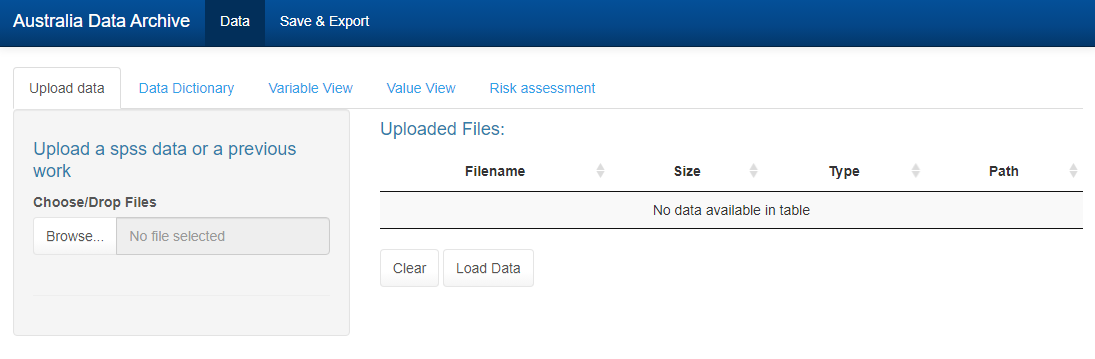 Australia Data Archive Data Save & Export
Upload data Data Dictionary Variable View Value View Risk assessment
Upload a spss data or a previous
work
Choose/Drop Files
Browse... No file selected
Uploaded Files:
Filename Size Type Path
No data available in table
Clear Load Data